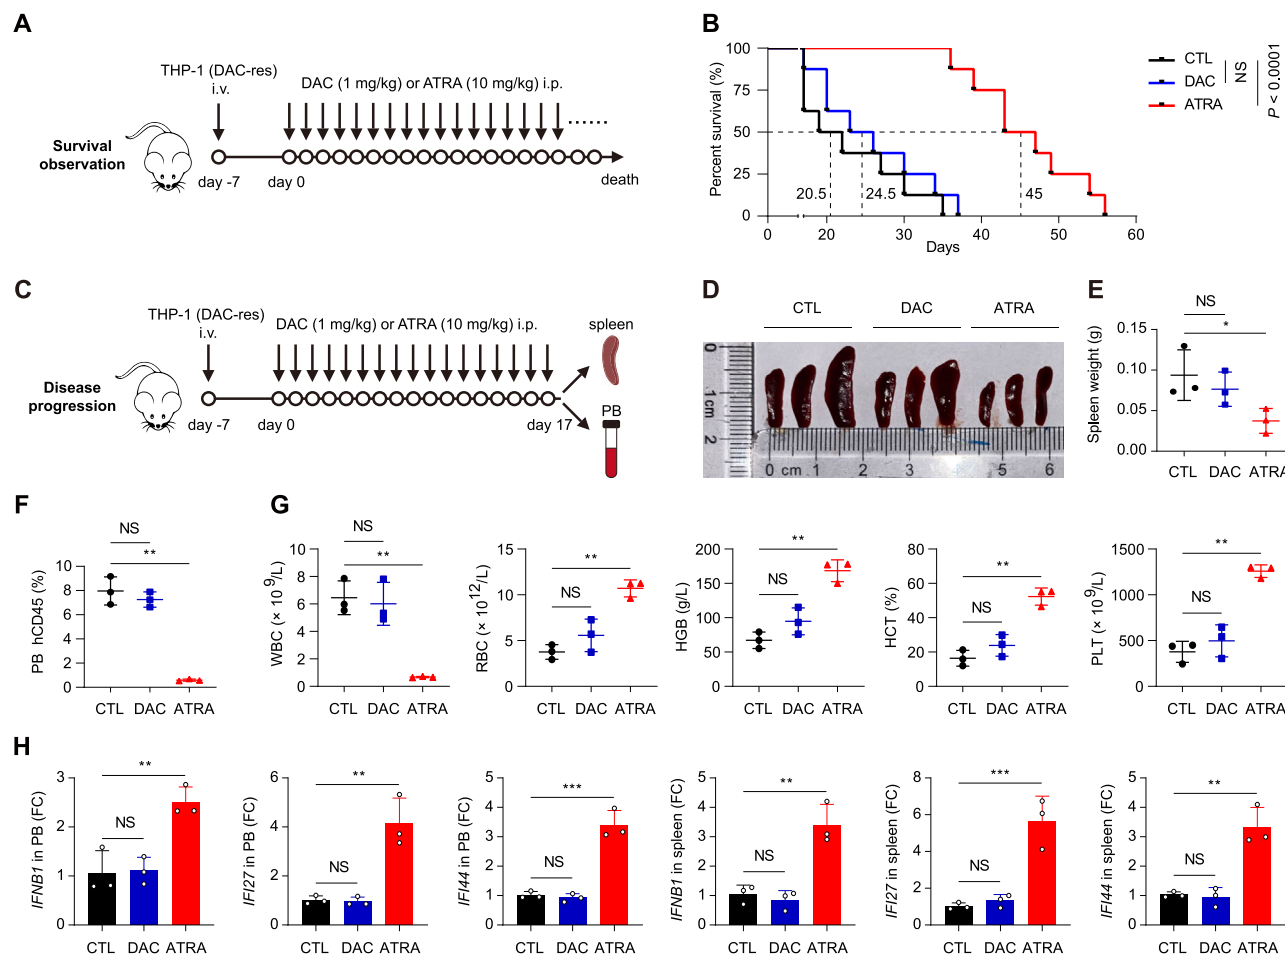 A
THP-1 (DAC-res)
i.v.
DAC (1 mg/kg) or ATRA (10 mg/kg) i.p.
Survival
observation
day -7
day 0
death
B
Percent survival (%)
100
75
50
25
0
20.5
24.5
45
0
20
30
40
50
60
Days
CTL
DAC
ATRA
NS
P < 0.0001
C
THP-1 (DAC-res)
i.v.
DAC (1 mg/kg) or ATRA (10 mg/kg) i.p.
spleen
Disease
progression
PB
day -7
day 0
day 17
D
CTL
DAC
ATRA
0
1cm
2
0 cm 1
2
3
5
6
E
Spleen weight (g)
NS
*
0.15
0.10
0.05
0.00
CTL
DAC
ATRA
F
PB hCD45 (%)
NS
**
10
8
6
4
2
0
CTL
DAC
ATRA
G
WBC (× 10⁹/L)
NS
**
10
8
6
4
2
0
CTL
DAC
ATRA
RBC (× 10¹²/L)
**
NS
15
10
5
0
CTL
DAC
ATRA
HGB (g/L)
**
NS
200
150
100
50
0
CTL
DAC
ATRA
HCT (%)
**
NS
80
60
40
20
0
CTL
DAC
ATRA
PLT (× 10⁹/L)
**
NS
1500
1000
500
0
CTL
DAC
ATRA
H
IFNB1 in PB (FC)
**
NS
3
2
1
0
CTL
DAC
ATRA
IFI27 in PB (FC)
**
NS
6
4
2
0
CTL
DAC
ATRA
IFI44 in PB (FC)
***
NS
5
4
3
2
1
0
CTL
DAC
ATRA
IFNB1 in spleen (FC)
**
NS
5
4
3
2
1
0
CTL
DAC
ATRA
IFI27 in spleen (FC)
***
NS
8
6
4
2
0
CTL
DAC
ATRA
IFI44 in spleen (FC)
**
NS
5
4
3
2
1
0
CTL
DAC
ATRA